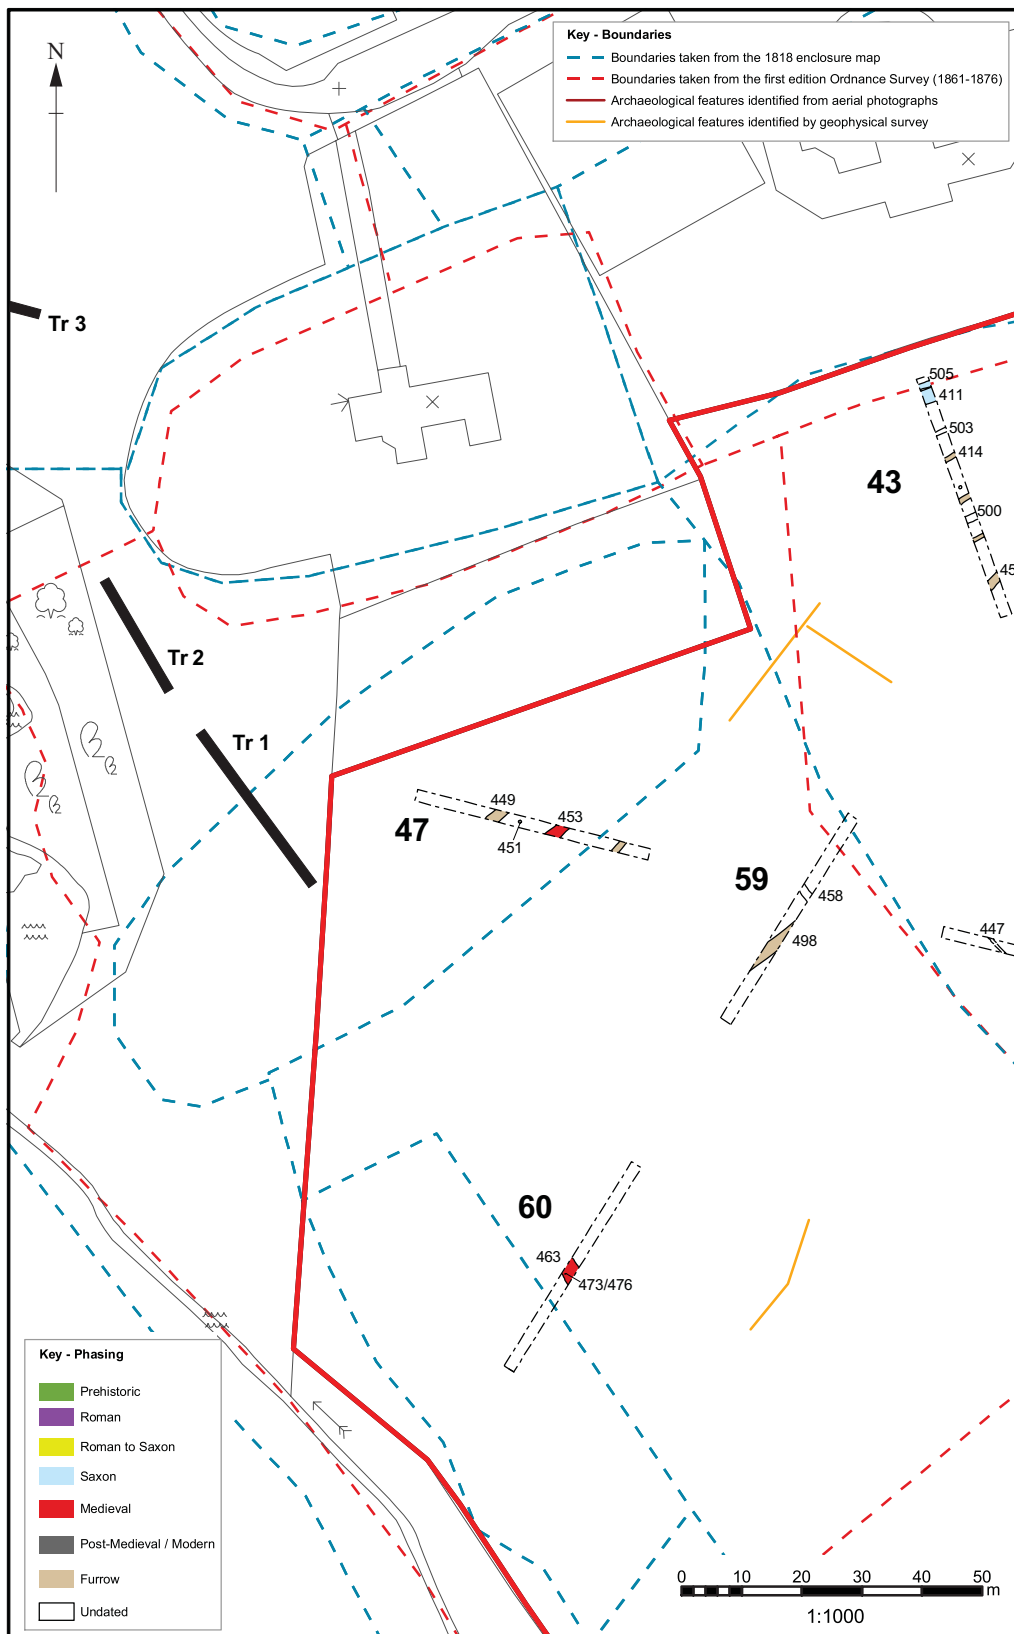 N
Key - Boundaries
Boundaries taken from the 1818 enclosure map
Boundaries taken from the first edition Ordnance Survey (1861-1876)
Archaeological features identified from aerial photographs
Archaeological features identified by geophysical survey
Tr 3
505
411
503
414
43
500
45
Tr 2
Tr 1
449
453
47
451
59
458
498
447
60
463
473/476
Key - Phasing
Prehistoric
Roman
Roman to Saxon
Saxon
Medieval
Post-Medieval / Modern
Furrow
Undated
0 10 20 30 40 50
m
1:1000